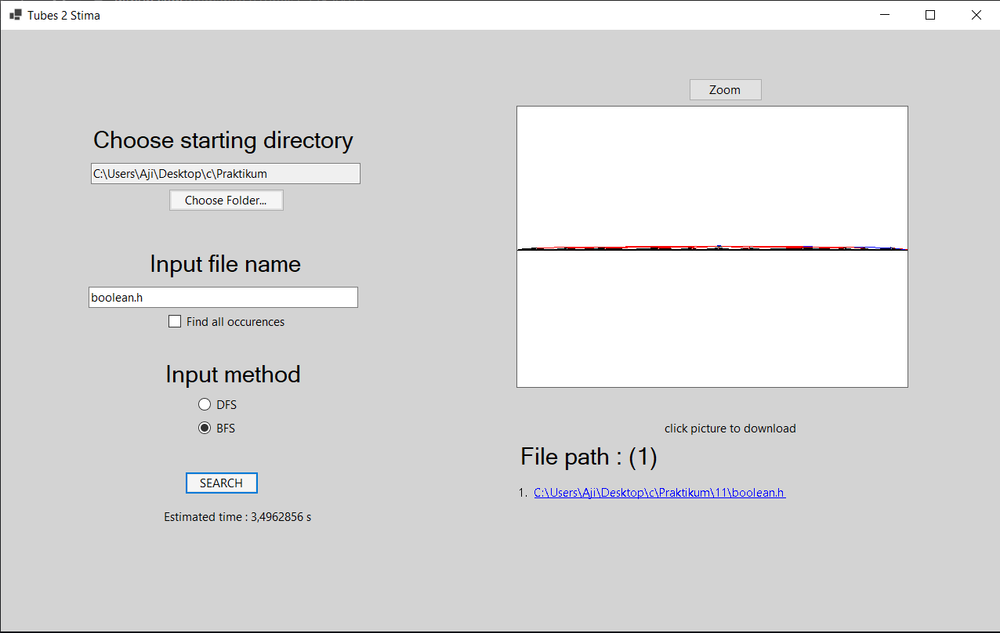 Tubes 2 Stima
Choose starting directory
C:\Users\Aji\Desktop\c\Praktikum
Choose Folder...
Input file name
boolean.h
Find all occurences
Input method
DFS
BFS
SEARCH
Estimated time : 3,4962856 s
Zoom
click picture to download
File path : (1)
1. C:\Users\Aji\Desktop\c\Praktikum\11\boolean.h